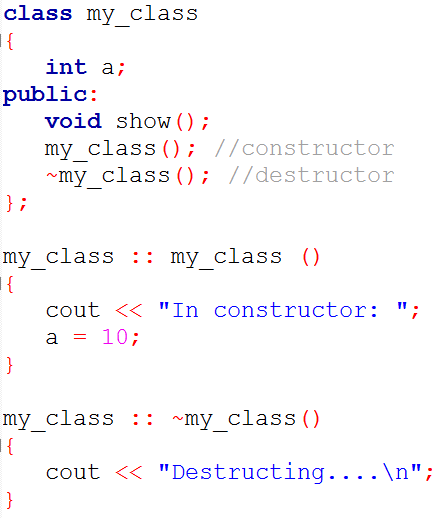 class my_class
{
int a;
public:
void show();
my_class(); //constructor
~my_class(); //destructor
};
my_class :: my_class ()
{
cout << "In constructor: ";
a = 10;
}
my_class :: ~my_class()
{
cout << "Destructing....\n";
}